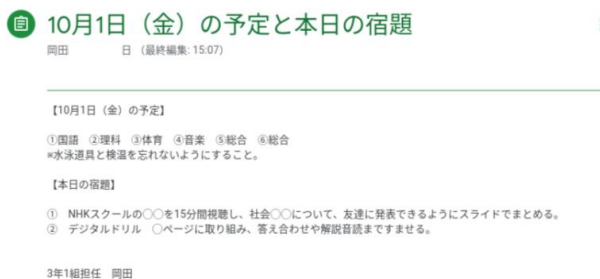 10月1日（金）の予定と本日の宿題
岡田　　　　　日 （最終編集: 15:07）
【10月1日（金）の予定】
①国語　②理科　③体育　④音楽　⑤総合　⑥総合
※水泳道具と検温を忘れないようにすること。
【本日の宿題】
①　NHKスクールの◯◯を15分間視聴し、社会◯◯について、友達に発表できるようにスライドでまとめる。
②　デジタルドリル　◯ページに取り組み、答え合わせや解説音読まですませる。
3年1組担任　岡田